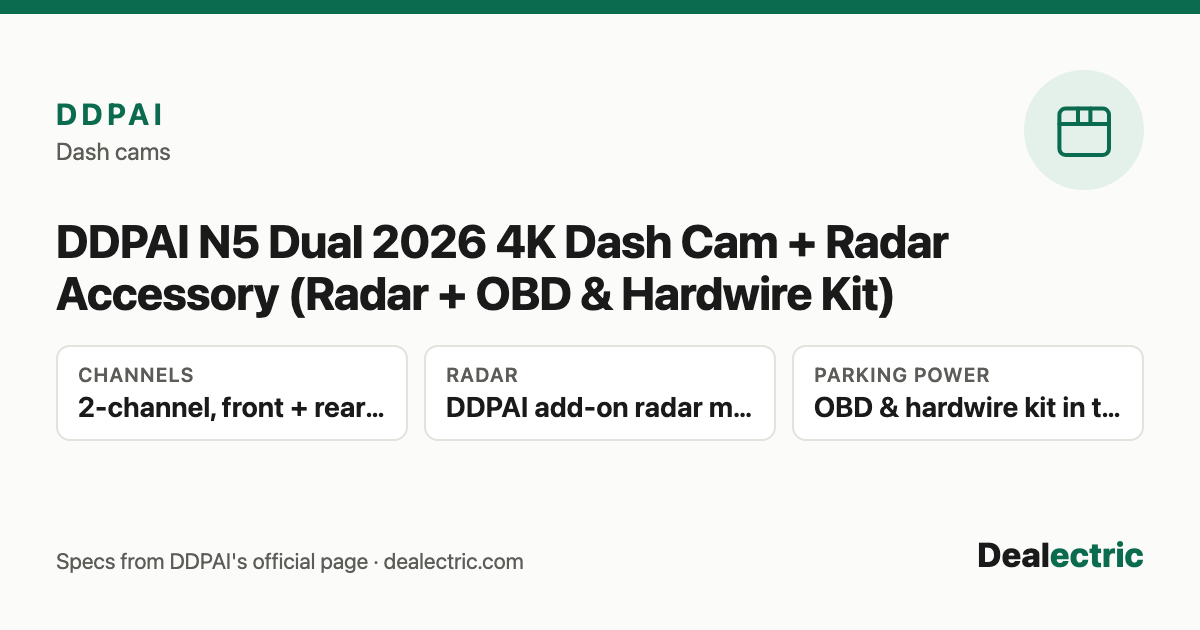 DDPAI
Dash cams
DDPAI N5 Dual 2026 4K Dash Cam + Radar
Accessory (Radar + OBD & Hardwire Kit)
CHANNELS
2-channel, front + rear...
RADAR
DDPAI add-on radar m...
PARKING POWER
OBD & hardwire kit in t...
Specs from DDPAI's official page · dealectric.com
Dealectric